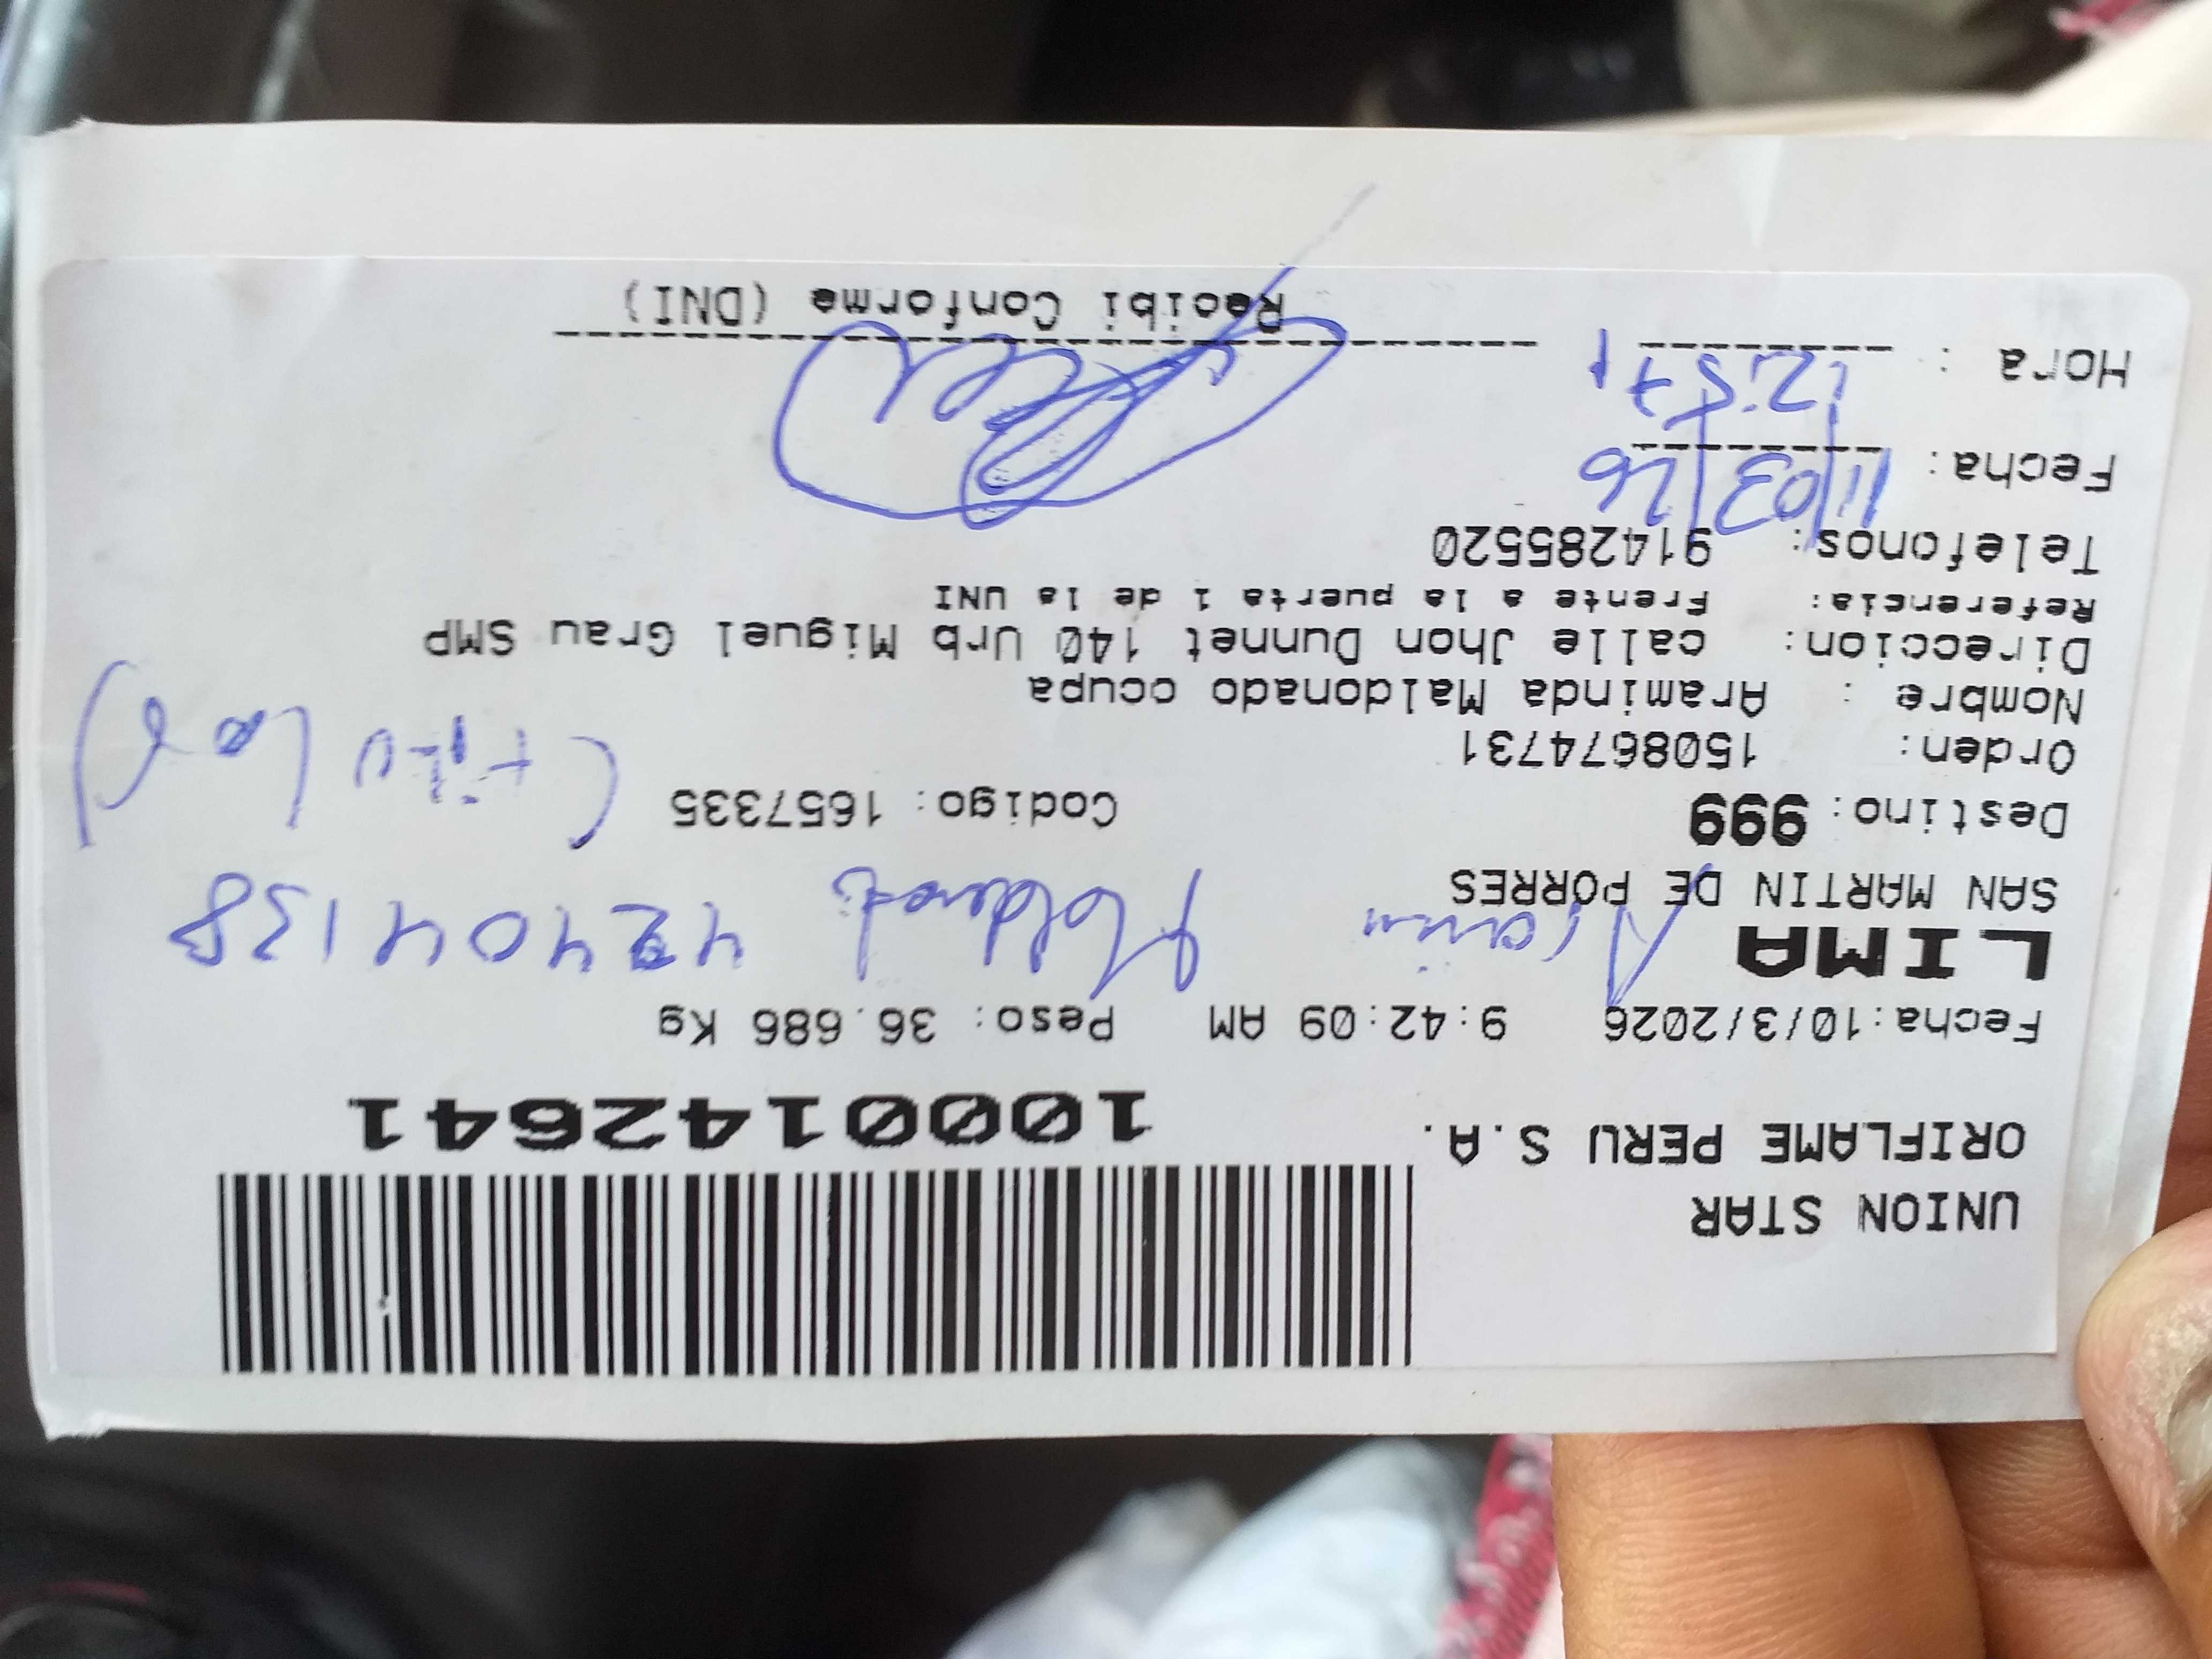 UNION STAR
ORIFLAME PERU S.A.
1000142641
Fecha:10/3/2026 9:42:09 AM Peso: 36.686 Kg
LIMA
SAN MARTIN DE PORRES
42404138
Destino: 999 Codigo: 1657335
(titular)
Orden: 1508674731
Nombre : Araminda Maldonado ocupa
Direccion: calle Jhon Dunnet 140 Urb Miguel Grau SMP
Referencia: Frente a la puerta 1 de la UNI
Telefonos: 914285520
Fecha: 11/03/26
Hora : 12:57
Recibi Conforme (DNI)